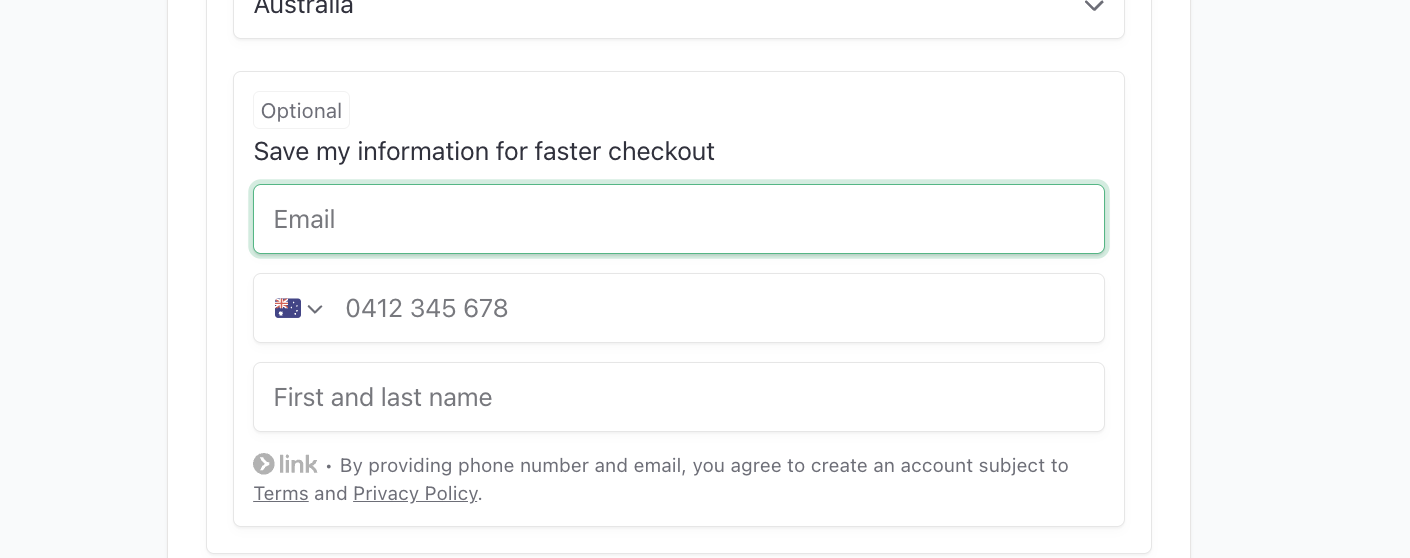 Australia
Optional
Save my information for faster checkout
Email
0412 345 678
First and last name
link • By providing phone number and email, you agree to create an account subject to
Terms and Privacy Policy.